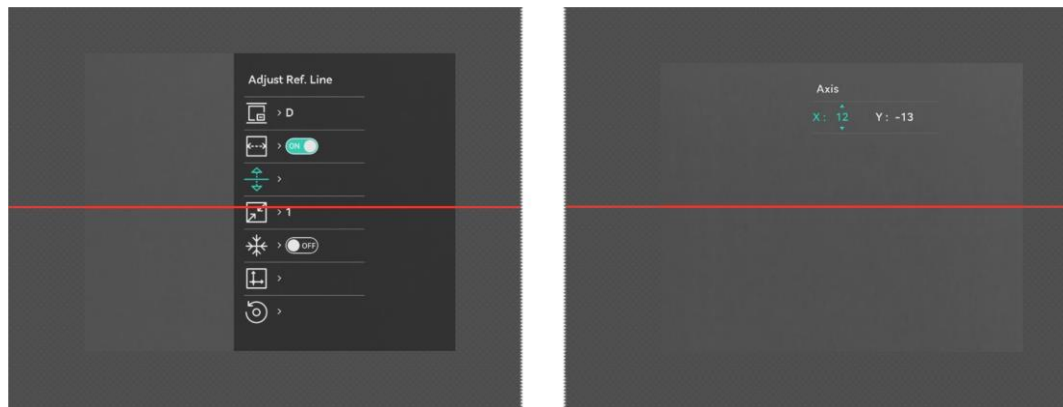 Adjust Ref. Line
> D
> ON
>
> 1
> OFF
>
>
Axis
X : 12 Y : -13